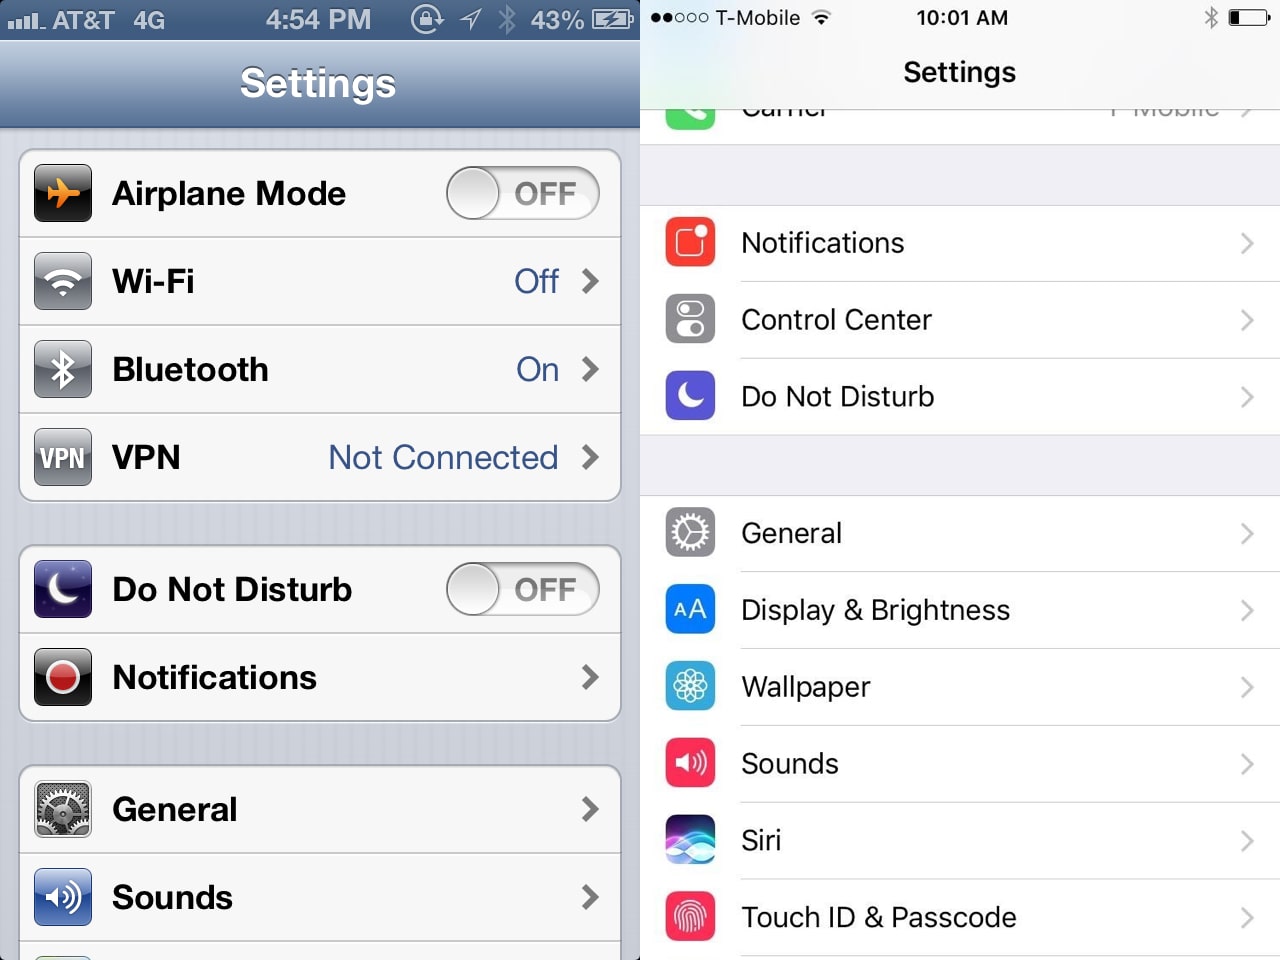 AT&T 4G 4:54 PM 43%
Settings
Airplane Mode OFF
Wi-Fi Off
Bluetooth On
VPN VPN Not Connected
Do Not Disturb OFF
Notifications
General
Sounds
T-Mobile 10:01 AM
Settings
Carrier T-Mobile
Notifications
Control Center
Do Not Disturb
General
AA Display & Brightness
Wallpaper
Sounds
Siri
Touch ID & Passcode